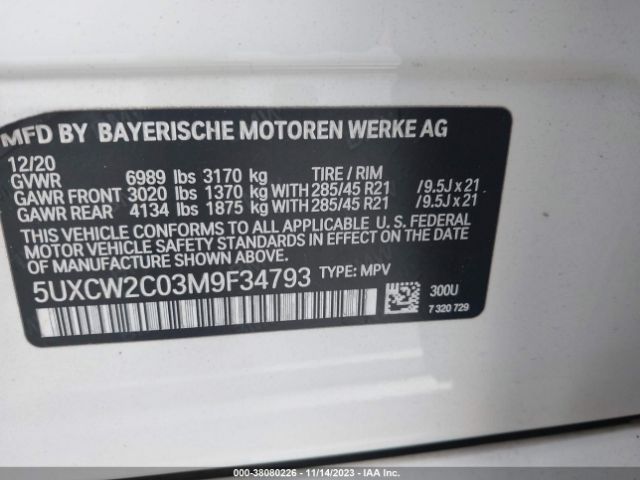 MFD BY BAYERISCHE MOTOREN WERKE AG
12/20
GVWR 6989 lbs 3170 kg TIRE / RIM
GAWR FRONT 3020 lbs 1370 kg WITH 285/45 R21 /9.5J x 21
GAWR REAR 4134 lbs 1875 kg WITH 285/45 R21 /9.5J x 21
THIS VEHICLE CONFORMS TO ALL APPLICABLE U. S. FEDERAL
MOTOR VEHICLE SAFETY STANDARDS IN EFFECT ON THE
DATE OF MANUFACTURE SHOWN ABOVE.
5UXCW2C03M9F34793 TYPE: MPV
300U
7 320 729
STOCK: 38080226 - 11/14/2023 - IAA Inc.